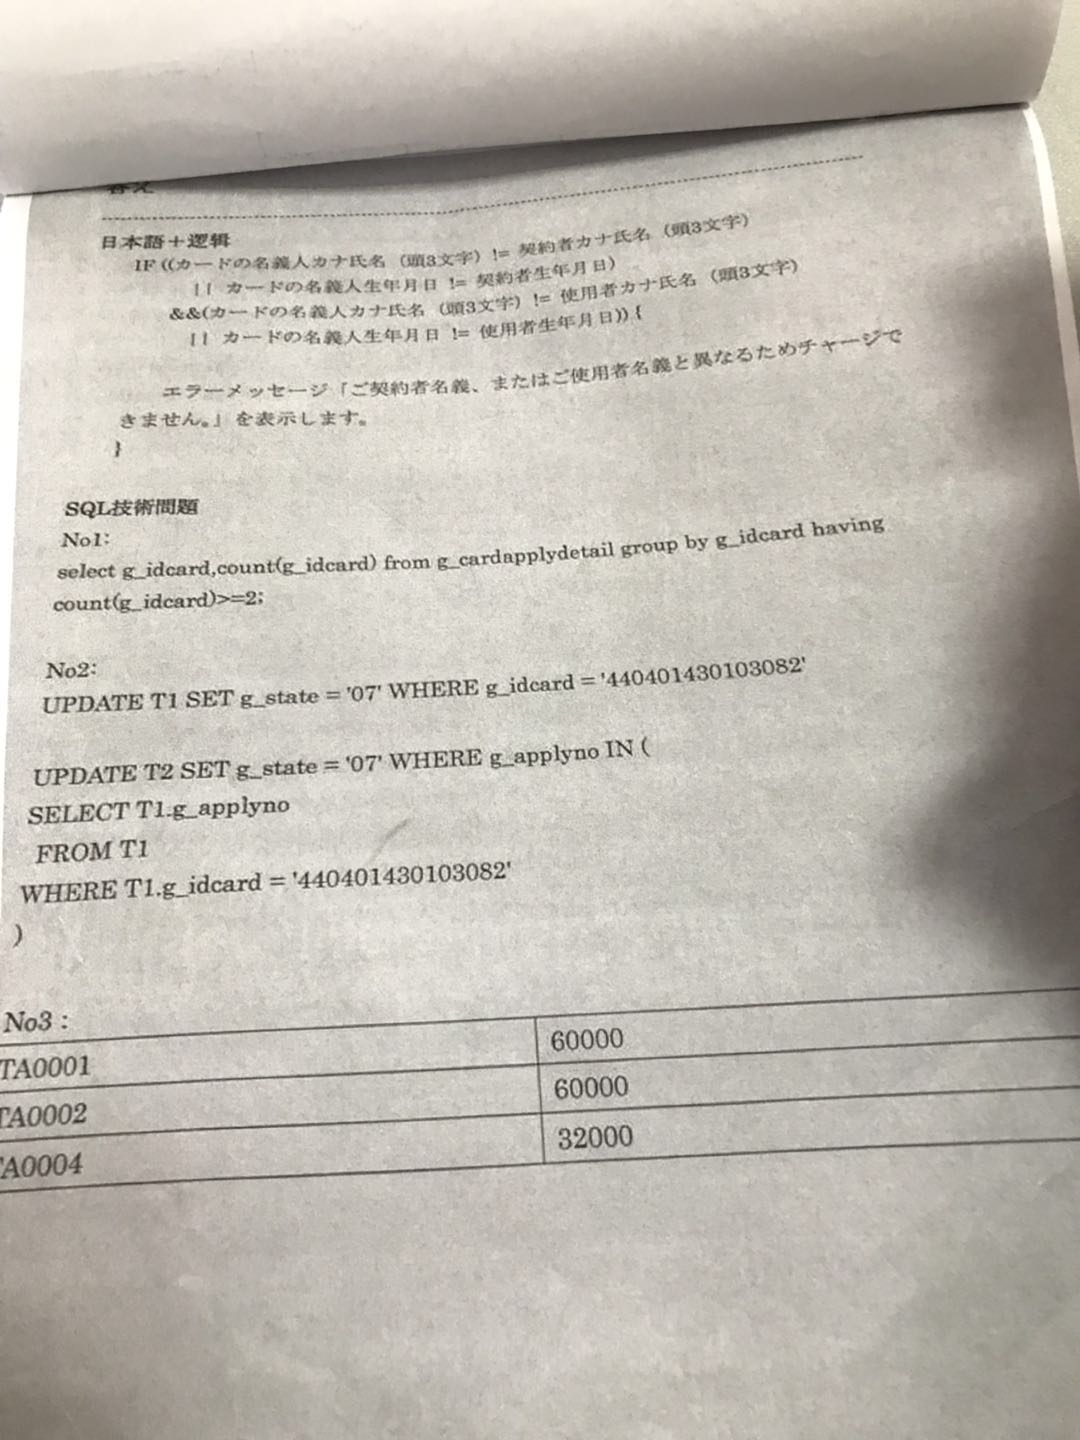 答え
日本語＋逻辑
IF ((カードの名義人カナ氏名（頭3文字）!= 契約者カナ氏名（頭3文字）
|| カードの名義人生年月日 != 契約者生年月日)
&&(カードの名義人カナ氏名（頭3文字）!= 使用者カナ氏名（頭3文字）
|| カードの名義人生年月日 != 使用者生年月日)) {
エラーメッセージ「ご契約者名義、またはご使用者名義と異なるためチャージで
きません。」を表示します。
}
SQL技術問題
No1:
select g_idcard,count(g_idcard) from g_cardapplydetail group by g_idcard having
count(g_idcard)>=2;
No2:
UPDATE T1 SET g_state = '07' WHERE g_idcard = '440401430103082'
UPDATE T2 SET g_state = '07' WHERE g_applyno IN (
SELECT T1.g_applyno
FROM T1
WHERE T1.g_idcard = '440401430103082'
)
No3 :
TA0001 60000
TA0002 60000
TA0004 32000